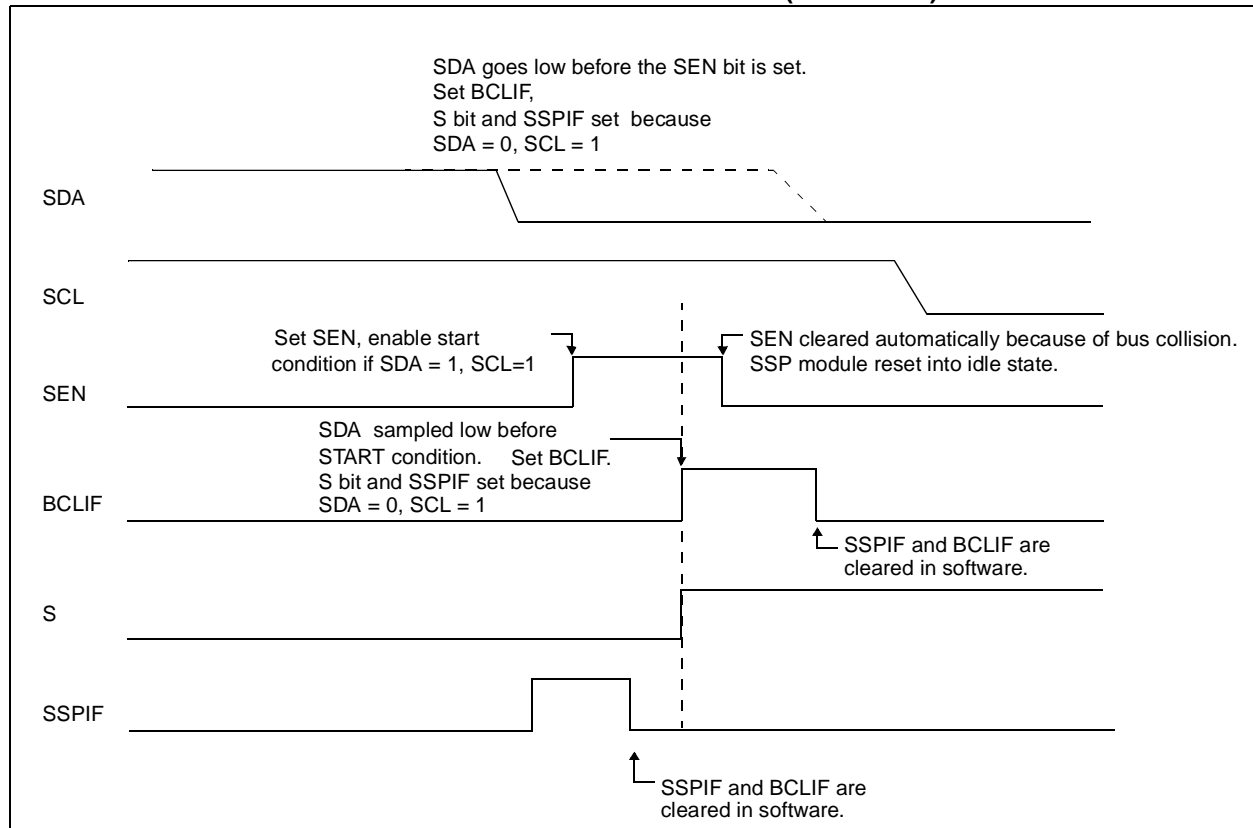 SDA goes low before the SEN bit is set.
Set BCLIF,
S bit and SSPIF set because
SDA = 0, SCL = 1
SDA
SCL
Set SEN, enable start
condition if SDA = 1, SCL=1
SEN cleared automatically because of bus collision.
SSP module reset into idle state.
SEN
SDA sampled low before
START condition. Set BCLIF.
S bit and SSPIF set because
SDA = 0, SCL = 1
BCLIF
SSPIF and BCLIF are
cleared in software.
S
SSPIF
SSPIF and BCLIF are
cleared in software.